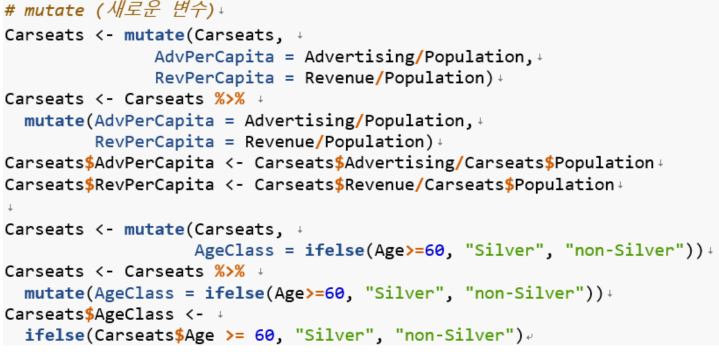 # mutate (새로운 변수)↓
Carseats <- mutate(Carseats, ↓
AdvPerCapita = Advertising/Population,↓
RevPerCapita = Revenue/Population)↓
Carseats <- Carseats %>% ↓
mutate(AdvPerCapita = Advertising/Population,↓
RevPerCapita = Revenue/Population)↓
Carseats$AdvPerCapita <- Carseats$Advertising/Carseats$Population↓
Carseats$RevPerCapita <- Carseats$Revenue/Carseats$Population↓
↓
Carseats <- mutate(Carseats, ↓
AgeClass = ifelse(Age>=60, "Silver", "non-Silver"))↓
Carseats <- Carseats %>% ↓
mutate(AgeClass = ifelse(Age>=60, "Silver", "non-Silver"))↓
Carseats$AgeClass <- ↓
ifelse(Carseats$Age >= 60, "Silver", "non-Silver")↵